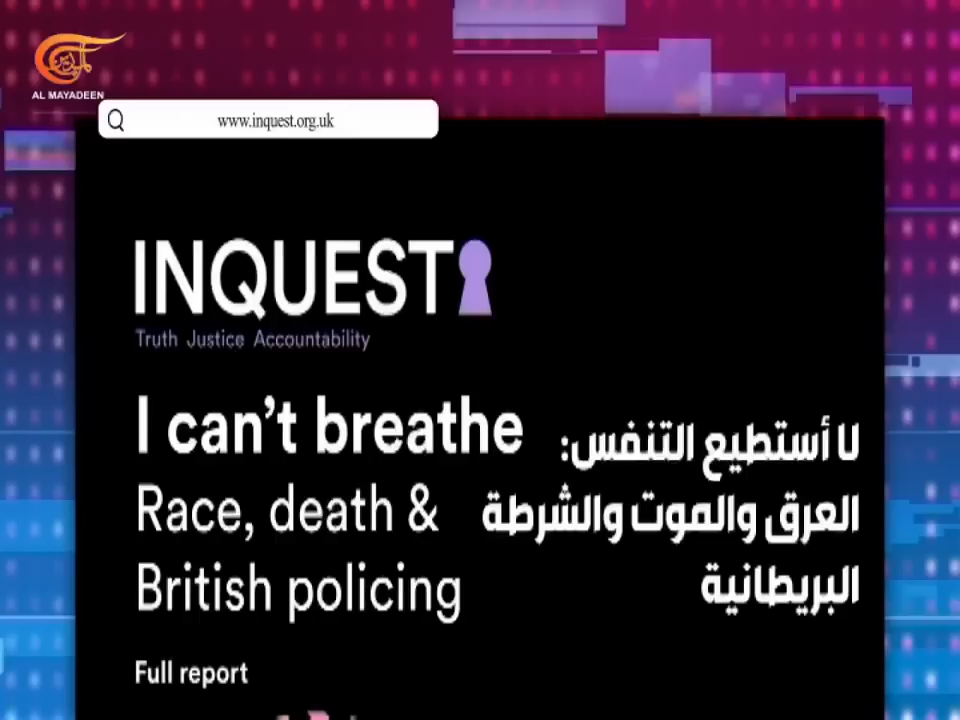 الميادين
AL MAYADEEN
www.inquest.org.uk
INQUEST
Truth Justice Accountability
I can't breathe
Race, death &
British policing
لا أستطيع التنفس:
العرق والموت والشرطة
البريطانية
Full report